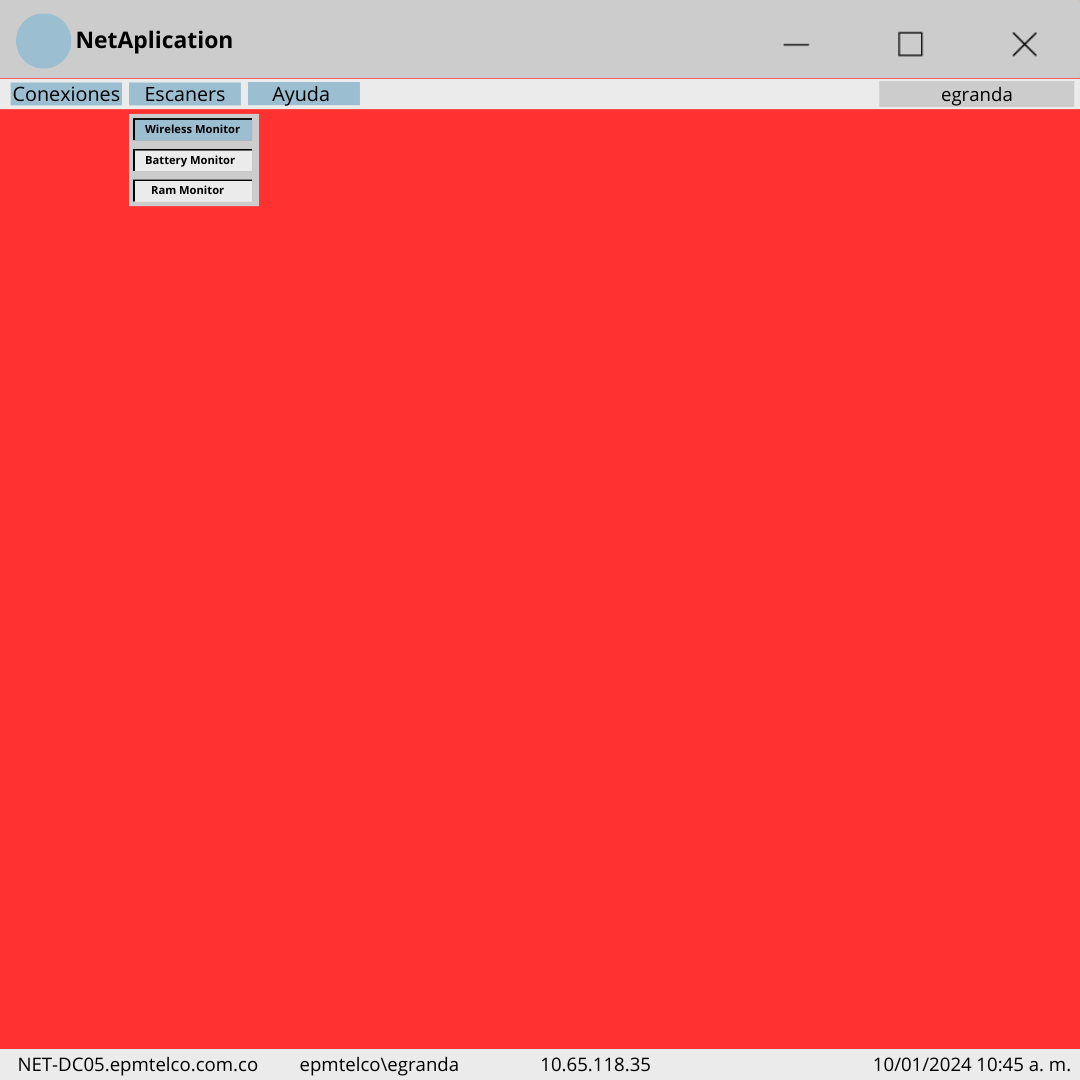 NetAplication
Conexiones Escaners Ayuda egranda
Wireless Monitor
Battery Monitor
Ram Monitor
NET-DC05.epmtelco.com.co epmtelco\egranda 10.65.118.35 10/01/2024 10:45 a. m.